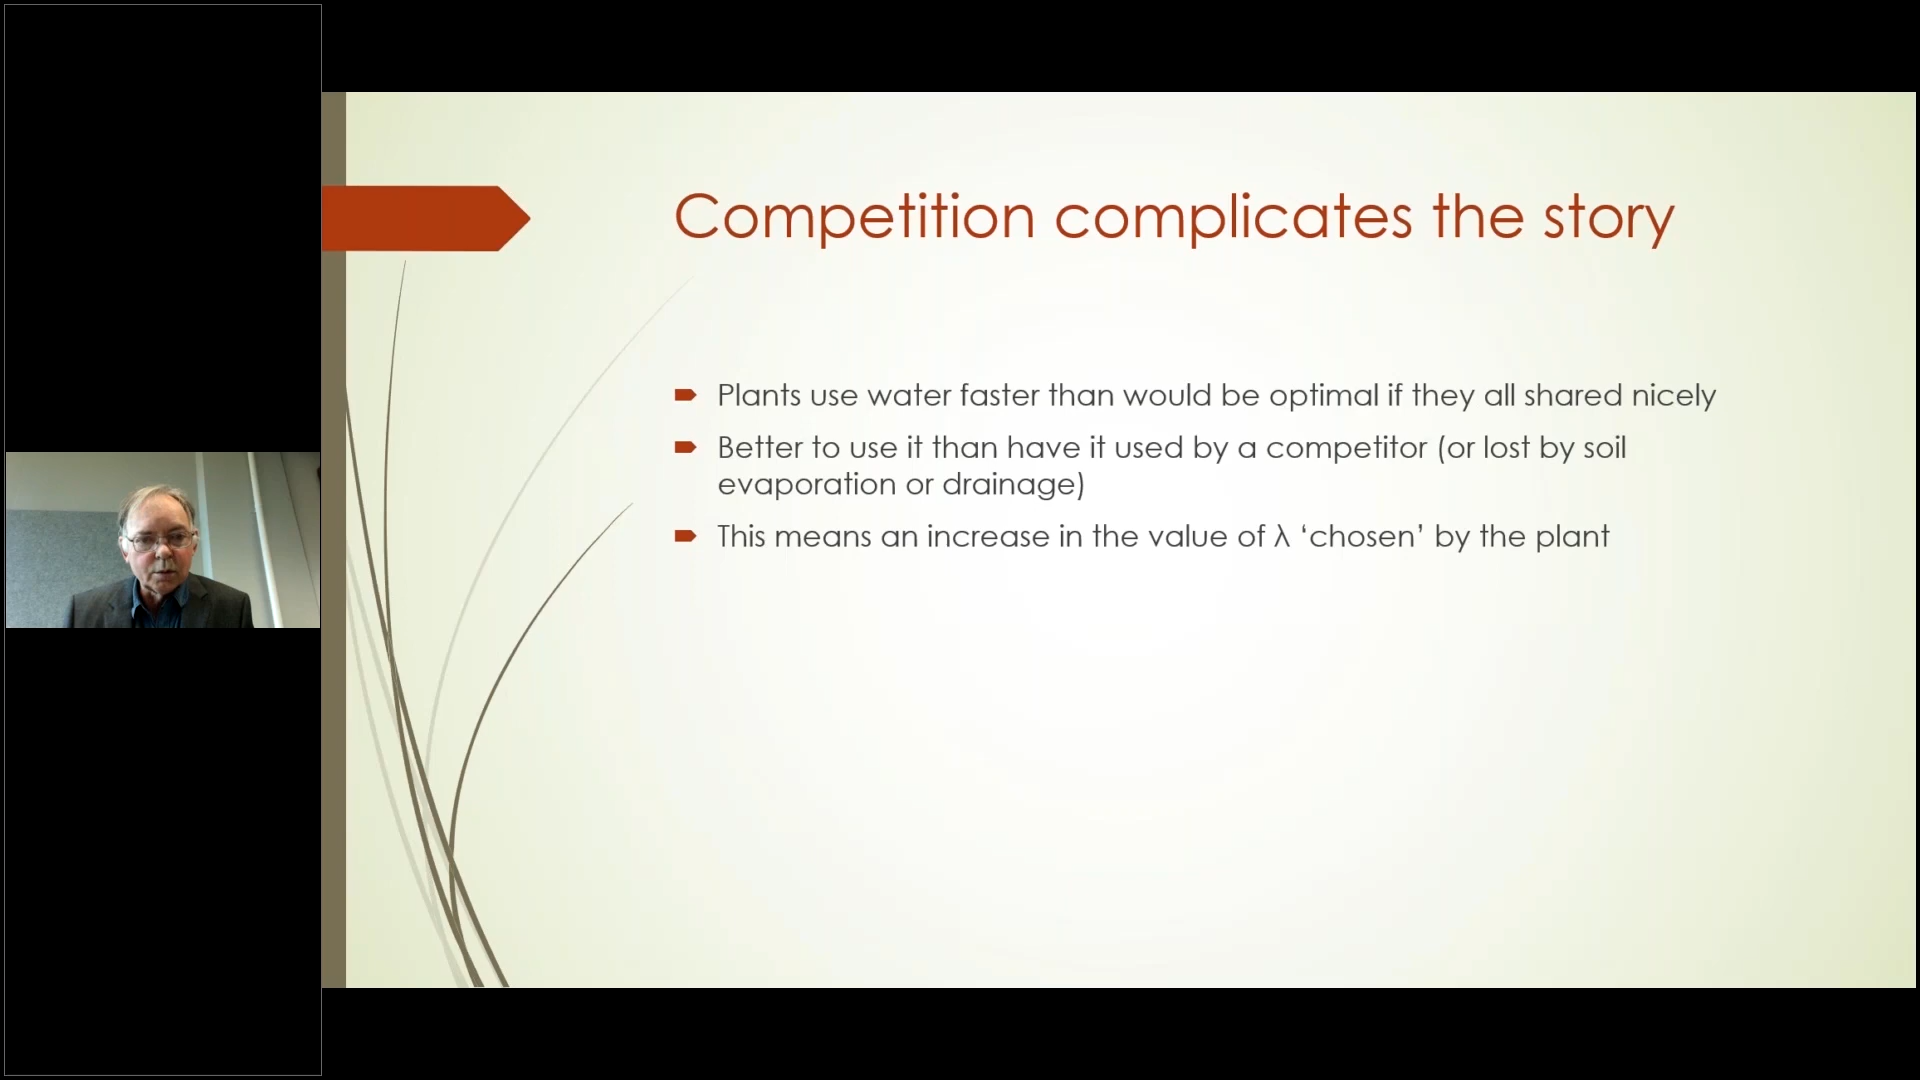 Competition complicates the story
Plants use water faster than would be optimal if they all shared nicely
Better to use it than have it used by a competitor (or lost by soil
evaporation or drainage)
This means an increase in the value of λ ‘chosen’ by the plant